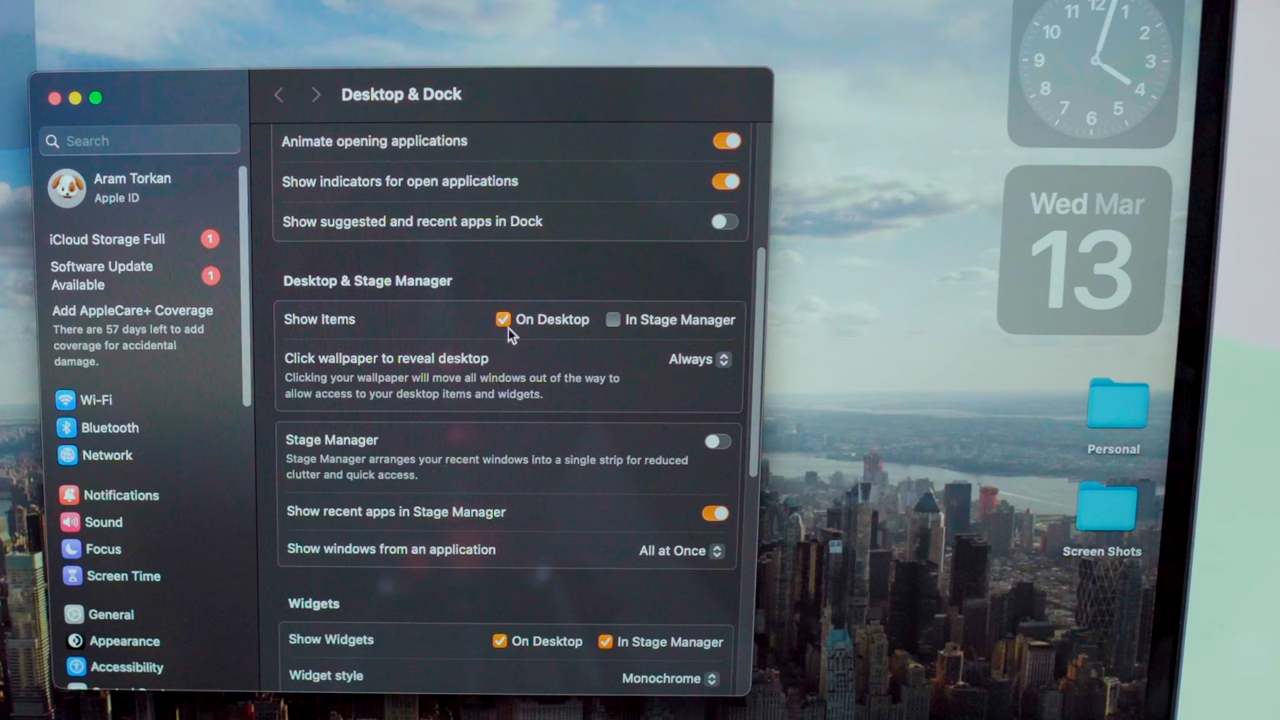 Desktop & Dock
Search
Aram Torkan
Apple ID
iCloud Storage Full
1
Software Update
Available
1
Add AppleCare+ Coverage
There are 57 days left to add
coverage for accidental
damage.
Wi-Fi
Bluetooth
Network
Notifications
Sound
Focus
Screen Time
General
Appearance
Accessibility
Animate opening applications
Show indicators for open applications
Show suggested and recent apps in Dock
Desktop & Stage Manager
Show Items On Desktop In Stage Manager
Click wallpaper to reveal desktop Always
Clicking your wallpaper will move all windows out of the way to
allow access to your desktop items and widgets.
Stage Manager
Stage Manager arranges your recent windows into a single strip for reduced
clutter and quick access.
Show recent apps in Stage Manager
Show windows from an application All at Once
Widgets
Show Widgets On Desktop In Stage Manager
Widget style Monochrome
12
1
2
3
4
5
6
7
8
9
10
11
Wed Mar
13
Personal
Screen Shots